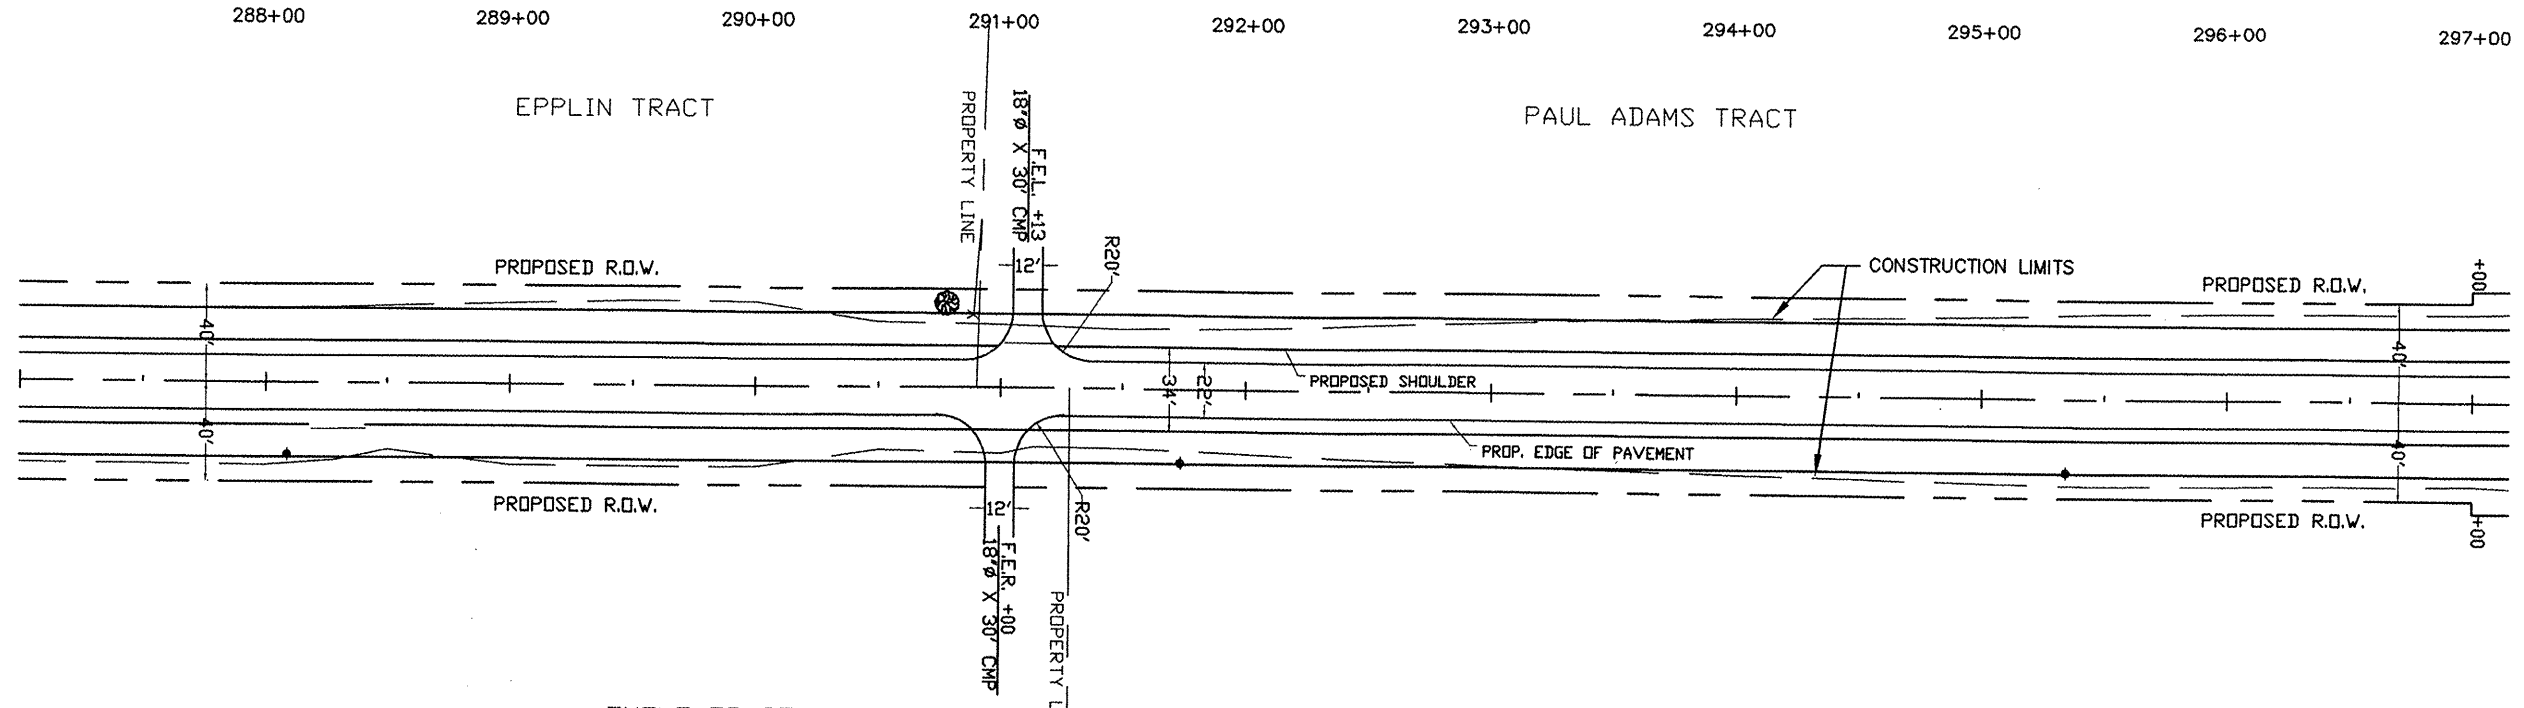 288+00 289+00 290+00 291+00 292+00 293+00 294+00 295+00 296+00 297+00
EPPLIN TRACT
PAUL ADAMS TRACT
PROPERTY LINE
18"ø X 30' CMP
F.E.L. +13
12'
R20'
PROPOSED R.O.W.
CONSTRUCTION LIMITS
PROPOSED R.O.W.
+00
40'
40'
34'
22'
PROPOSED SHOULDER
PROP. EDGE OF PAVEMENT
40'
40'
PROPOSED R.O.W.
12'
R20'
PROPOSED R.O.W.
+00
F.E.R. +00
18"ø X 30' CMP
PROPERTY L